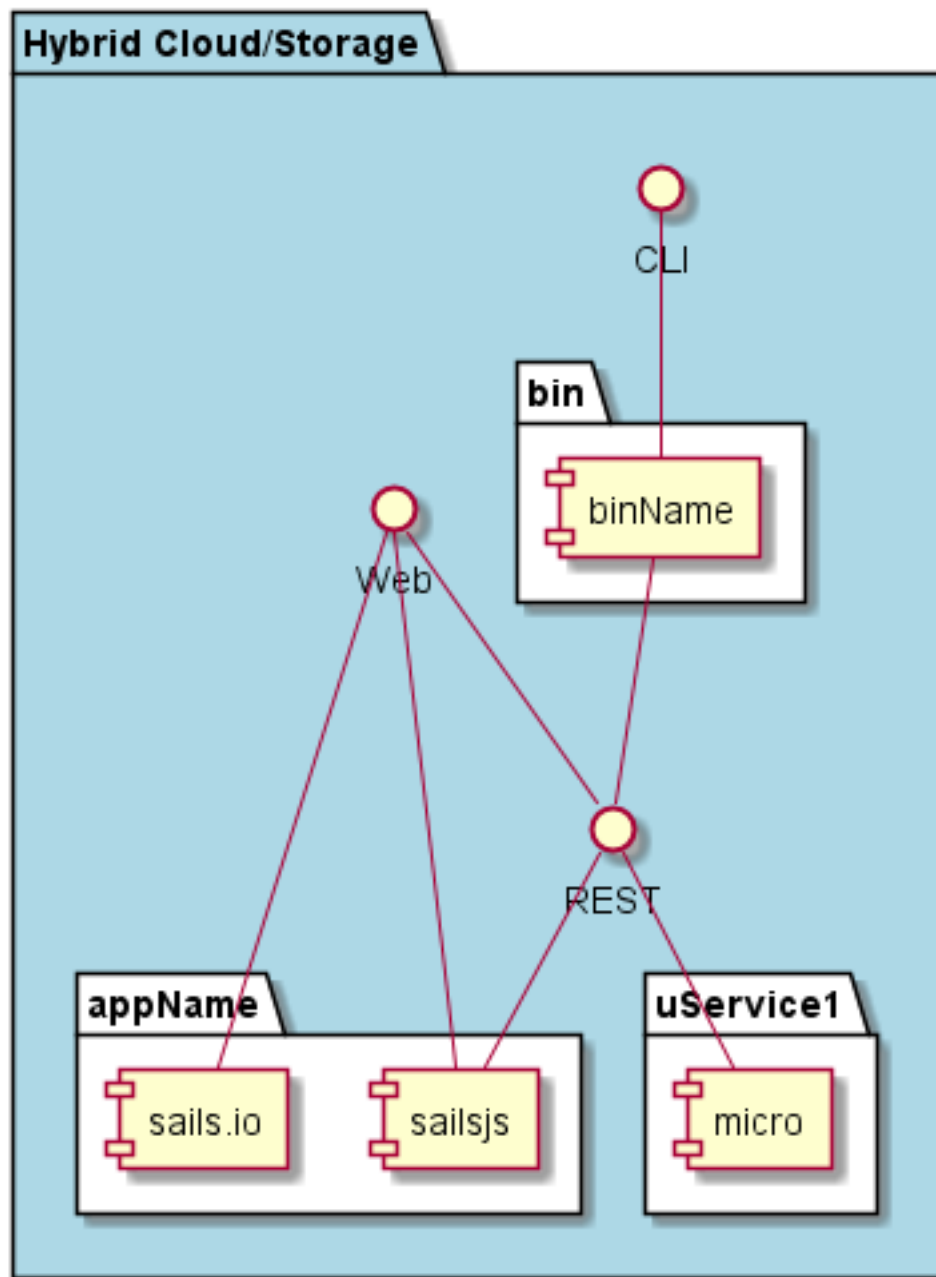 Hybrid Cloud/Storage
CLI
bin
binName
Web
REST
appName
uService1
sails.io
sailsjs
micro